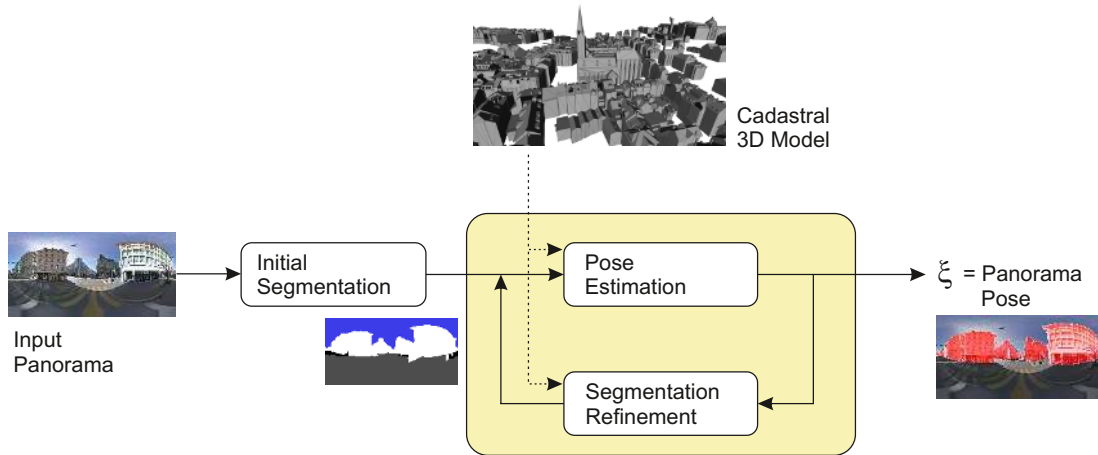 Cadastral
3D Model
Initial
Segmentation
Pose
Estimation
ξ = Panorama
Pose
Input
Panorama
Segmentation
Refinement